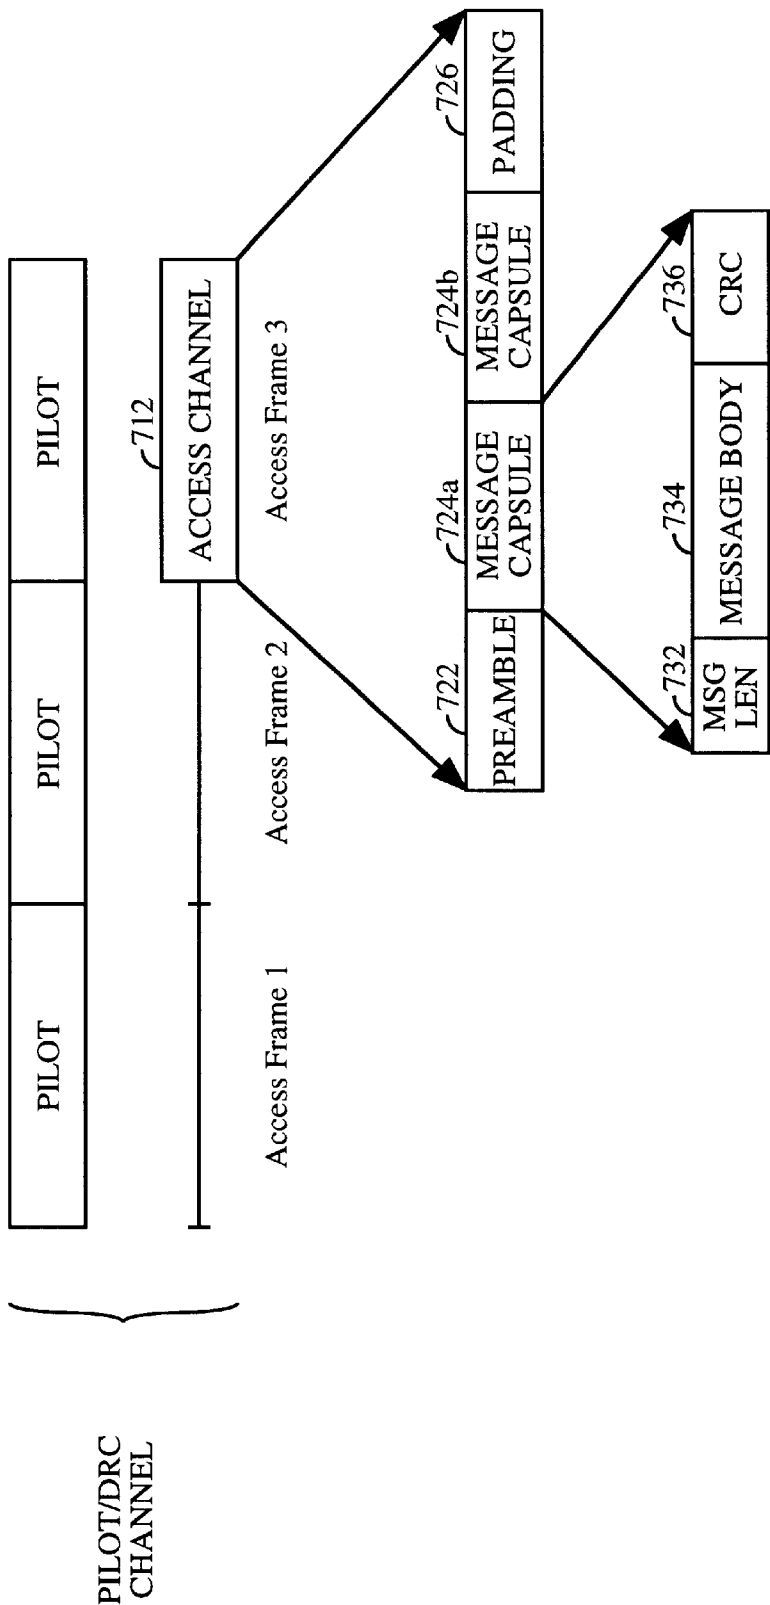 PILOT/DRC
CHANNEL
PILOT
PILOT
PILOT
712
ACCESS CHANNEL
Access Frame 1
Access Frame 2
Access Frame 3
722
724a
724b
726
PREAMBLE
MESSAGE
CAPSULE
MESSAGE
CAPSULE
PADDING
732
734
736
MSG
LEN
MESSAGE BODY
CRC